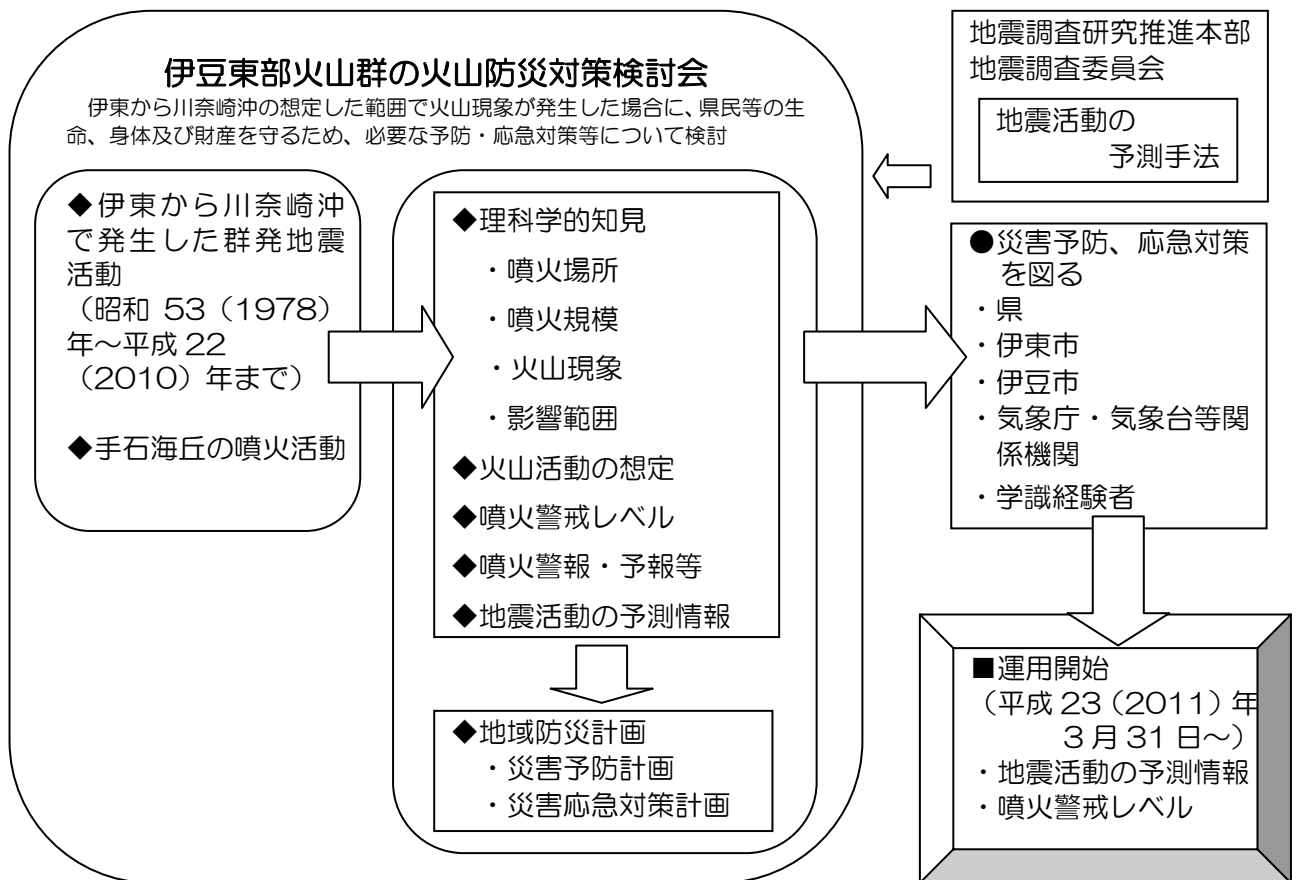 伊豆東部火山群の火山防災対策検討会
伊東から川奈崎沖の想定した範囲で火山現象が発生した場合に、県民等の生
命、身体及び財産を守るため、必要な予防・応急対策等について検討
◆伊東から川奈崎沖
で発生した群発地震
活動
（昭和 53（1978）
年～平成 22
（2010）年まで）
◆手石海丘の噴火活動
◆理科学的知見
・噴火場所
・噴火規模
・火山現象
・影響範囲
◆火山活動の想定
◆噴火警戒レベル
◆噴火警報・予報等
◆地震活動の予測情報
◆地域防災計画
・災害予防計画
・災害応急対策計画
地震調査研究推進本部
地震調査委員会
地震活動の
予測手法
●災害予防、応急対策
を図る
・県
・伊東市
・伊豆市
・気象庁・気象台等関
係機関
・学識経験者
■運用開始
（平成 23（2011）年
3 月 31 日～）
・地震活動の予測情報
・噴火警戒レベル